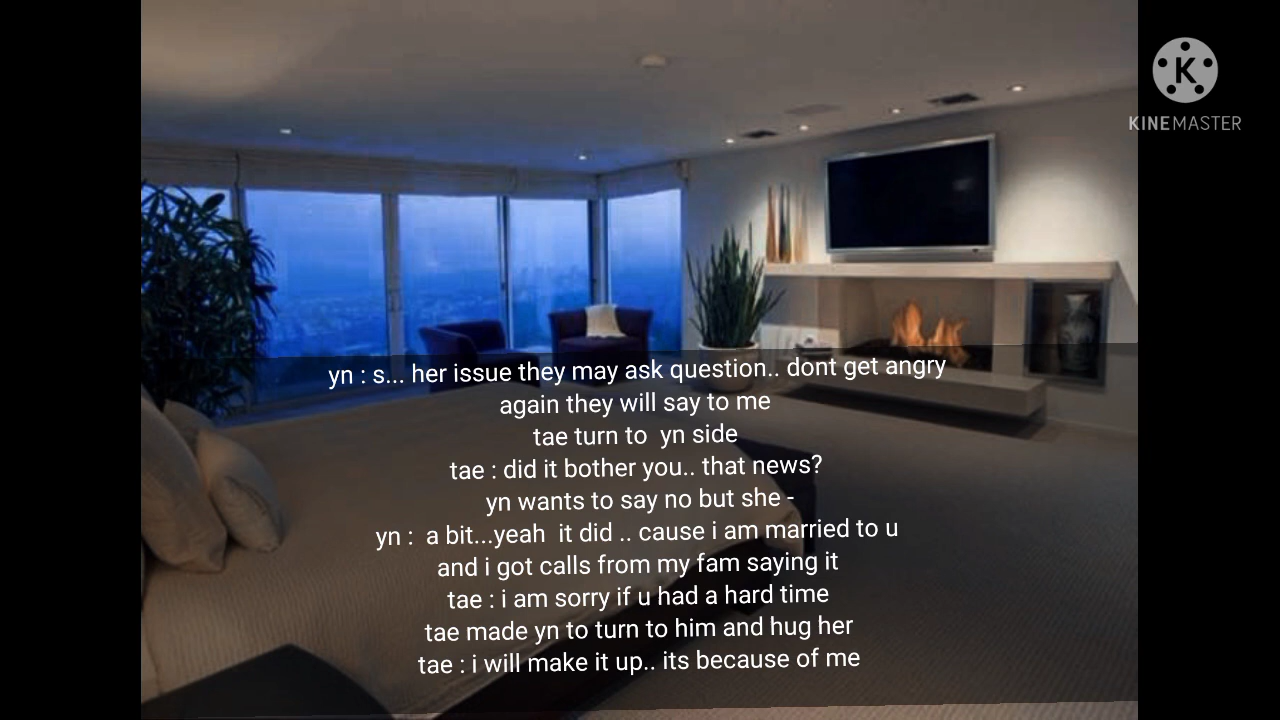 KINEMASTER
yn : s... her issue they may ask question.. dont get angry
again they will say to me
tae turn to  yn side
tae : did it bother you.. that news?
yn wants to say no but she -
yn :  a bit...yeah  it did .. cause i am married to u
and i got calls from my fam saying it
tae : i am sorry if u had a hard time
tae made yn to turn to him and hug her
tae : i will make it up.. its because of me